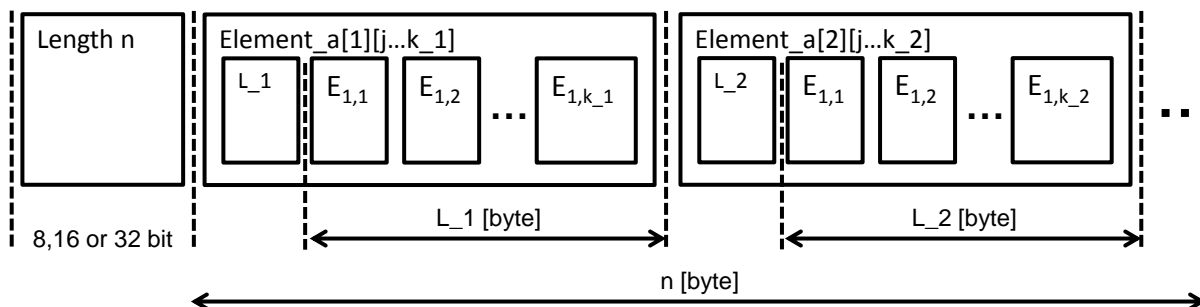 Length n
Element_a[1][j...k_1]
Element_a[2][j...k_2]
L_1
E1,1
E1,2
...
E1,k_1
L_2
E1,1
E1,2
...
E1,k_2
..
8,16 or 32 bit
L_1 [byte]
L_2 [byte]
n [byte]